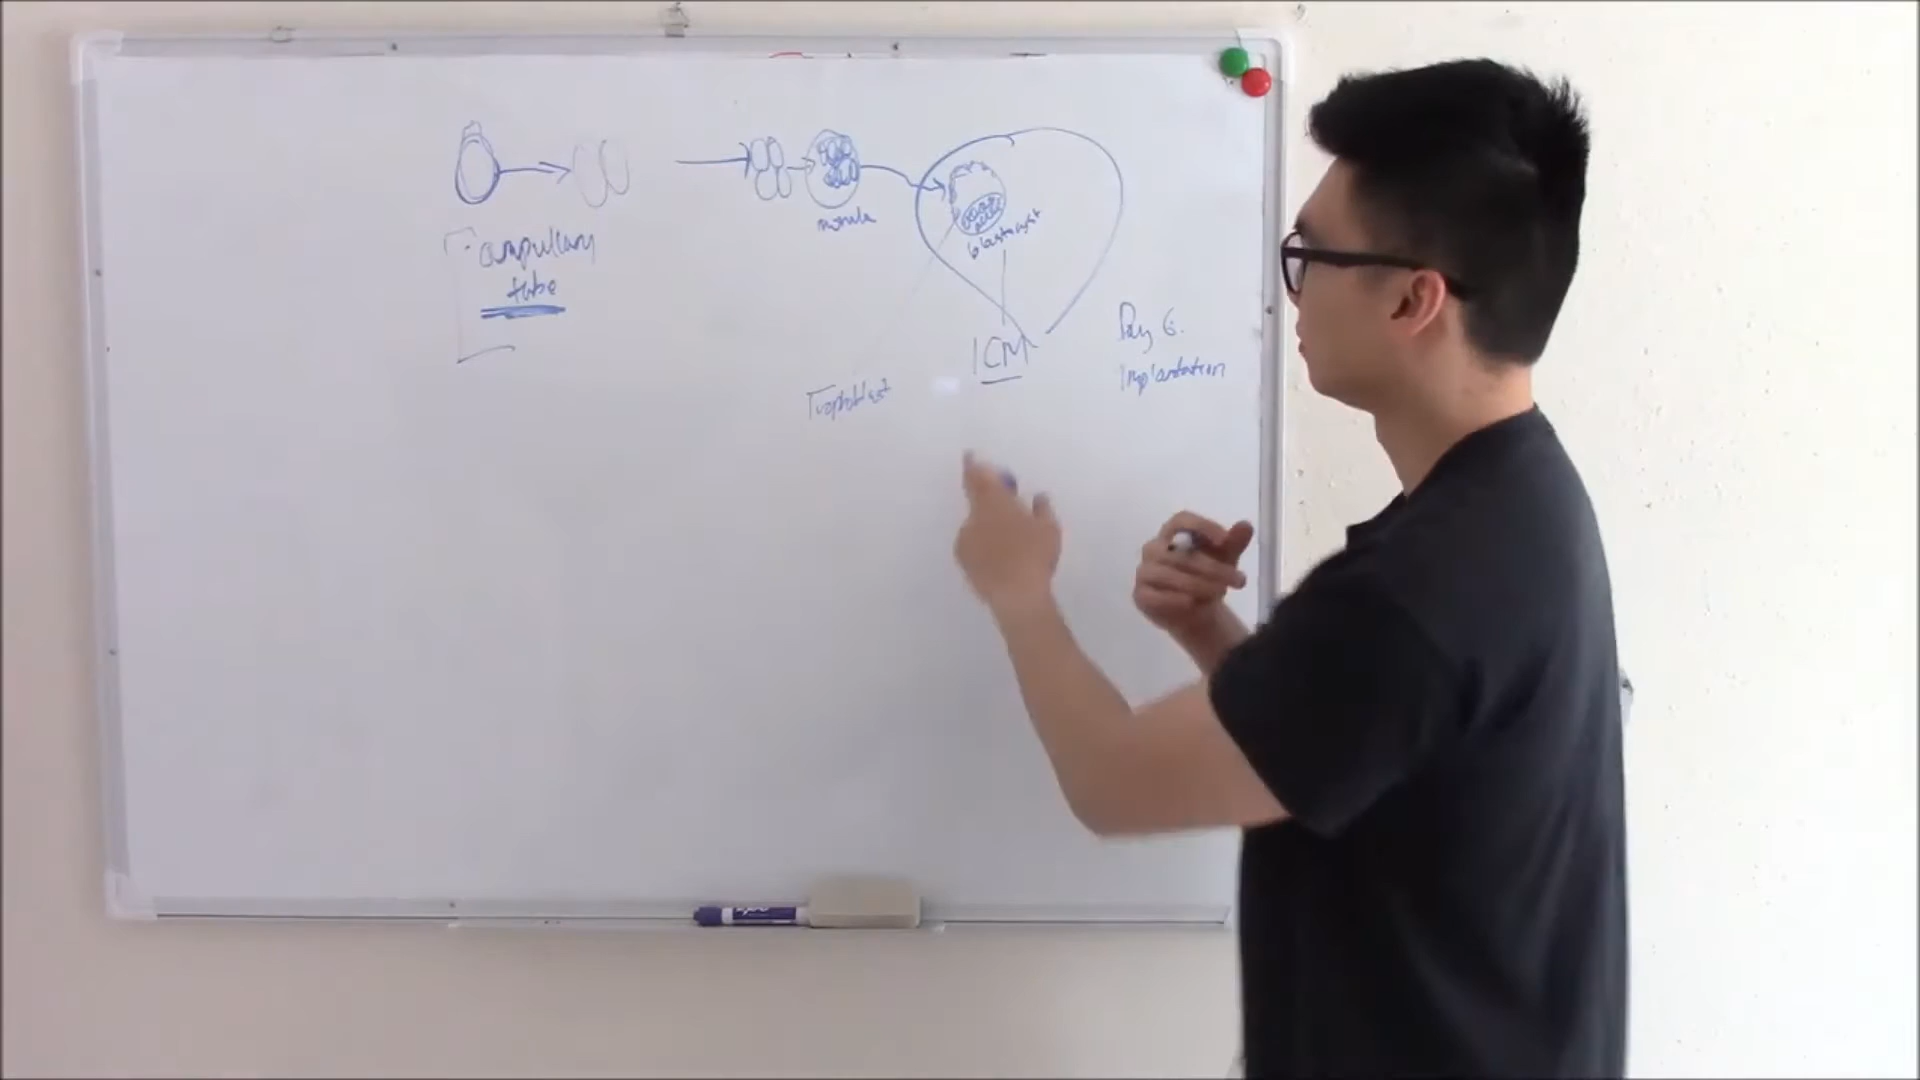 ampullary
tube
morula
blastocyst
ICM
Day 6.
Implantation
Trophoblast